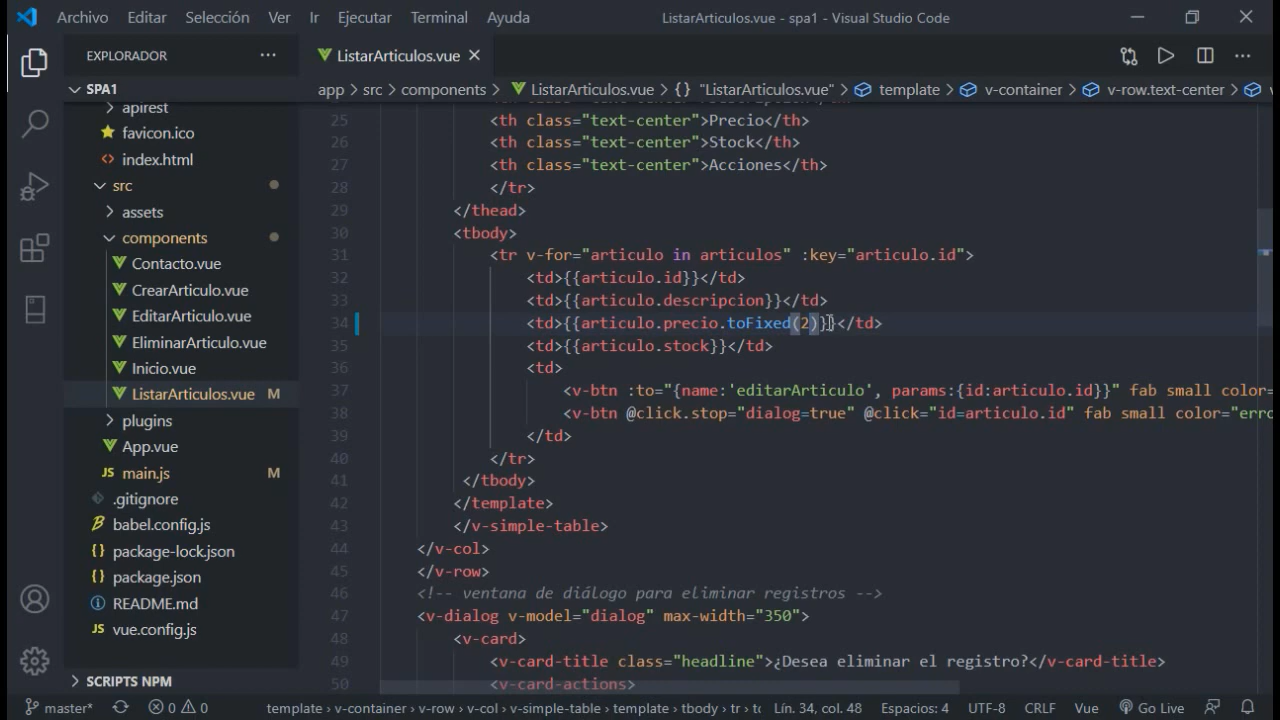 Archivo Editar Selección Ver Ir Ejecutar Terminal Ayuda ListarArticulos.vue - spa1 - Visual Studio Code
EXPLORADOR ···
SPA1
apirest
favicon.ico
index.html
src
assets
components
Contacto.vue
CrearArticulo.vue
EditarArticulo.vue
EliminarArticulo.vue
Inicio.vue
ListarArticulos.vue M
plugins
App.vue
JS main.js M
.gitignore
babel.config.js
{} package-lock.json
{} package.json
README.md
JS vue.config.js
SCRIPTS NPM
ListarArticulos.vue
app > src > components > ListarArticulos.vue > {} "ListarArticulos.vue" > template > v-container > v-row.text-center >
25 <th class="text-center">Precio</th>
26 <th class="text-center">Stock</th>
27 <th class="text-center">Acciones</th>
28 </tr>
29 </thead>
30 <tbody>
31 <tr v-for="articulo in articulos" :key="articulo.id">
32 <td>{{articulo.id}}</td>
33 <td>{{articulo.descripcion}}</td>
34 <td>{{articulo.precio.toFixed(2)}}</td>
35 <td>{{articulo.stock}}</td>
36 <td>
37 <v-btn :to="{name:'editarArticulo', params:{id:articulo.id}}" fab small color=
38 <v-btn @click.stop="dialog=true" @click="id=articulo.id" fab small color="erro
39 </td>
40 </tr>
41 </tbody>
42 </template>
43 </v-simple-table>
44 </v-col>
45 </v-row>
46 <!-- ventana de diálogo para eliminar registros -->
47 <v-dialog v-model="dialog" max-width="350">
48 <v-card>
49 <v-card-title class="headline">¿Desea eliminar el registro?</v-card-title>
50 <v-card-actions>
master* 0 0 template > v-container > v-row > v-col > v-simple-table > template > tbody > tr > Lín. 34, col. 48 Espacios: 4 UTF-8 CRLF Vue Go Live